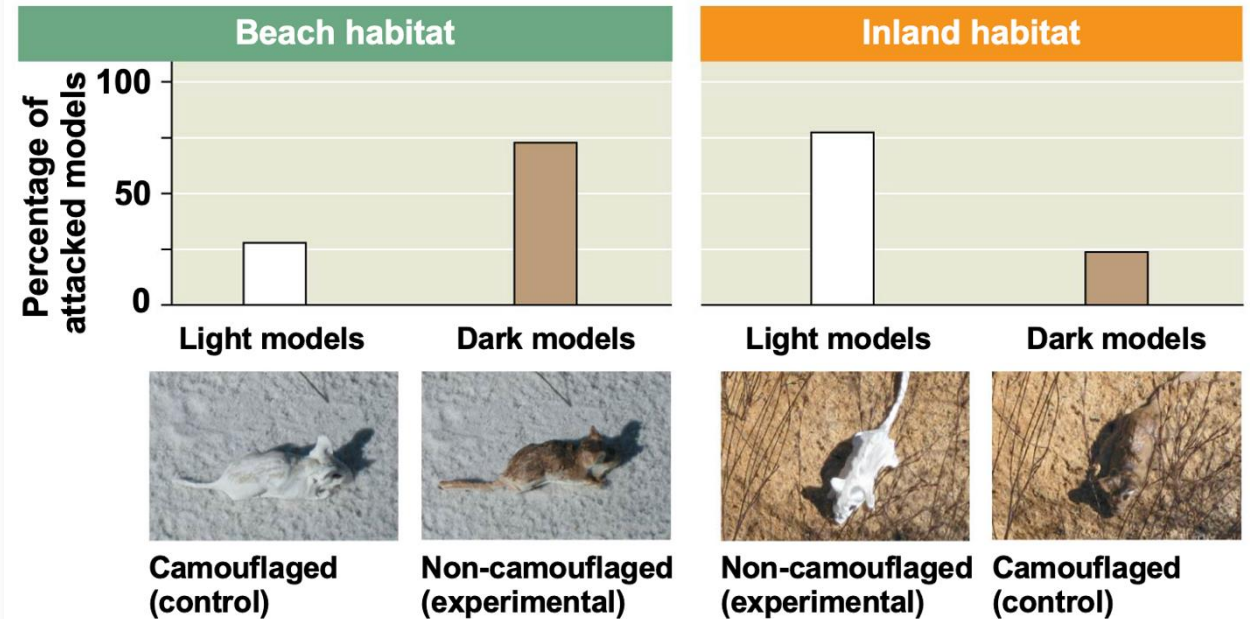 Beach habitat
Inland habitat
Percentage of
attacked models
100
50
0
Light models
Dark models
Light models
Dark models
Camouflaged
(control)
Non-camouflaged
(experimental)
Non-camouflaged
(experimental)
Camouflaged
(control)